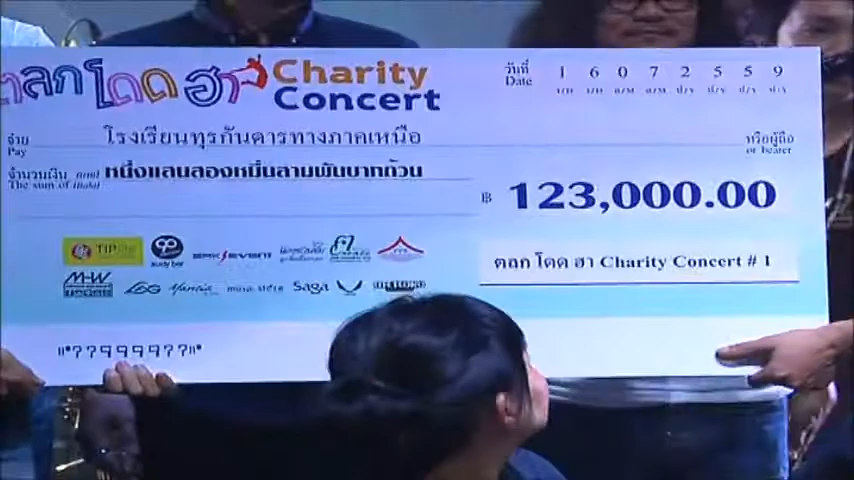 ตลกโดดฮา Charity Concert
วันที่ 1 6 0 7 2 5 5 9
Date
จ่าย โรงเรียนทุรกันดารทางภาคเหนือ หรือผู้ถือ
Pay or bearer
จำนวนเงิน หนึ่งแสนสองหมื่นสามพันบาทถ้วน
The sum of
฿ 123,000.00
TIP
SPKSEVENT
ตลก โดด ฮา Charity Concert # 1
M-W
Saga
⑈??99999??⑈